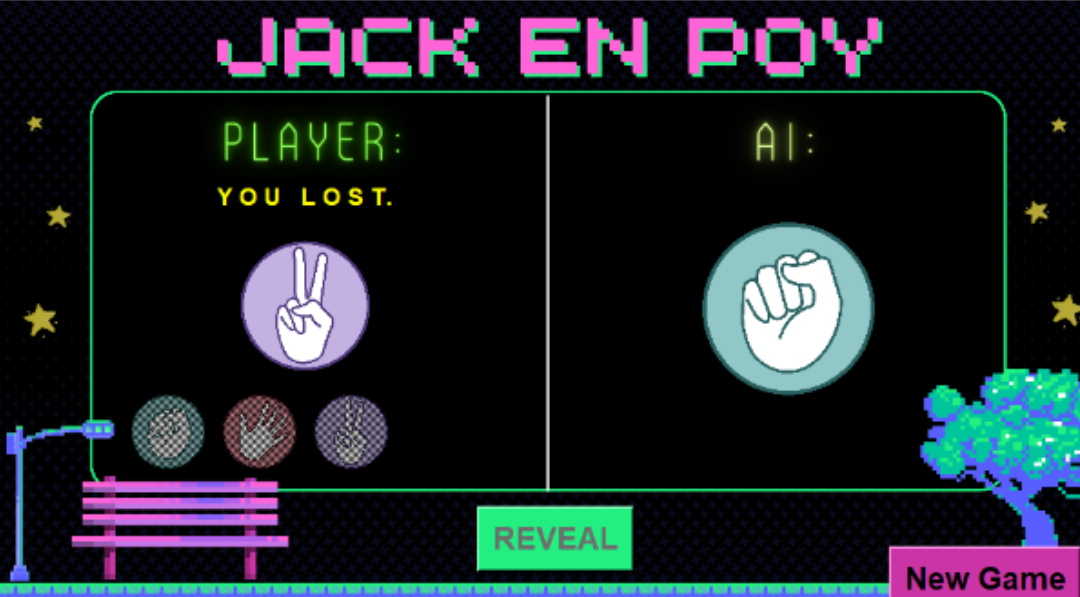 JACK EN POY
PLAYER:
YOU LOST.
AI:
REVEAL
New Game